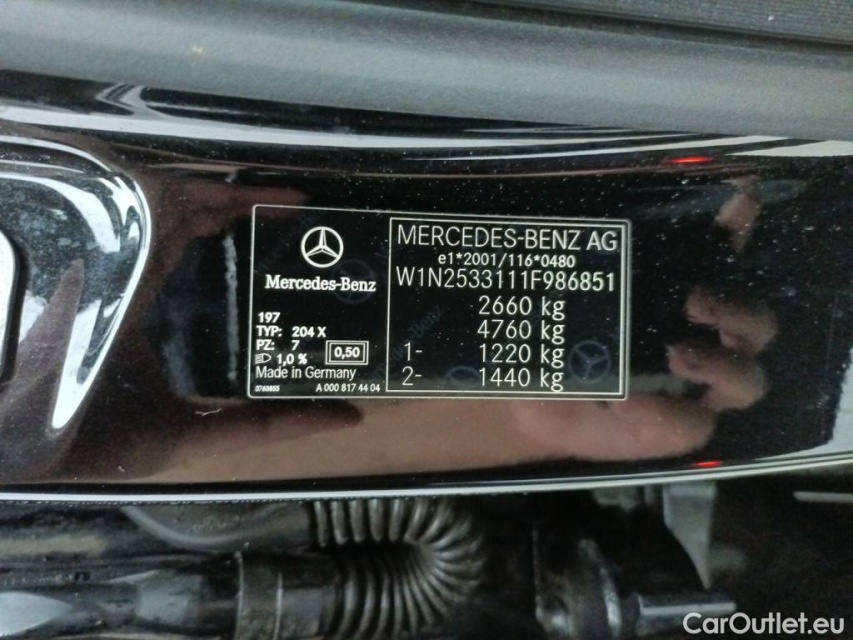 Mercedes-Benz
197
TYP: 204 X
PZ: 7
1,0 % 0,50
Made in Germany
0763855 A 000 817 44 04
MERCEDES-BENZ AG
e1*2001/116*0480
W1N2533111F986851
2660 kg
4760 kg
1- 1220 kg
2- 1440 kg
CarOutlet.eu